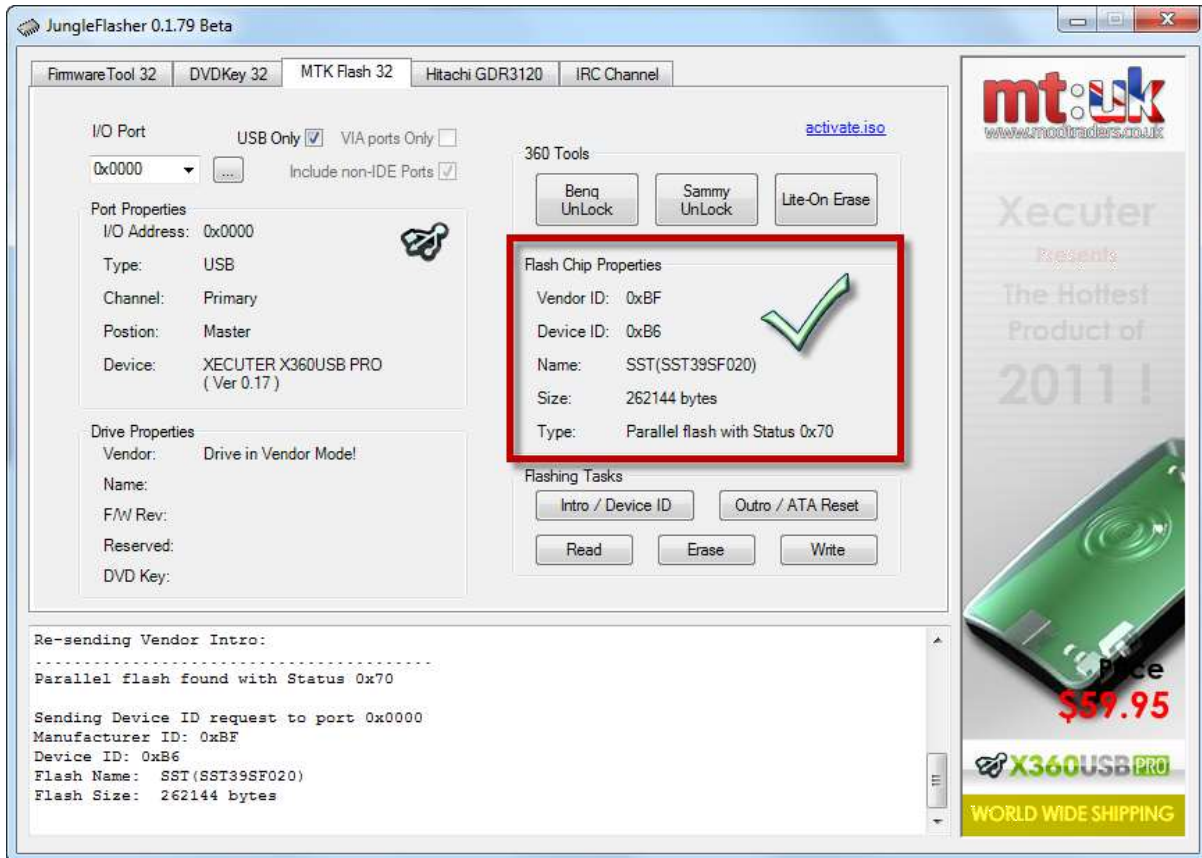 JungleFlasher 0.1.79 Beta
FirmwareTool 32
DVDKey 32
MTK Flash 32
Hitachi GDR3120
IRC Channel
I/O Port
USB Only
VIA ports Only
0x0000
...
Include non-IDE Ports
Port Properties
I/O Address: 0x0000
Type: USB
Channel: Primary
Postion: Master
Device: XECUTER X360USB PRO
( Ver 0.17 )
Drive Properties
Vendor: Drive in Vendor Mode!
Name:
F/W Rev:
Reserved:
DVD Key:
activate.iso
360 Tools
Benq
UnLock
Sammy
UnLock
Lite-On Erase
Flash Chip Properties
Vendor ID: 0xBF
Device ID: 0xB6
Name: SST(SST39SF020)
Size: 262144 bytes
Type: Parallel flash with Status 0x70
Flashing Tasks
Intro / Device ID
Outro / ATA Reset
Read
Erase
Write
Re-sending Vendor Intro:
.........................................
Parallel flash found with Status 0x70
Sending Device ID request to port 0x0000
Manufacturer ID: 0xBF
Device ID: 0xB6
Flash Name: SST(SST39SF020)
Flash Size: 262144 bytes
mt:uk
www.modtraders.co.uk
Xecuter
Presents
The Hottest
Product of
2011 !
Price
$59.95
X360USB PRO
WORLD WIDE SHIPPING